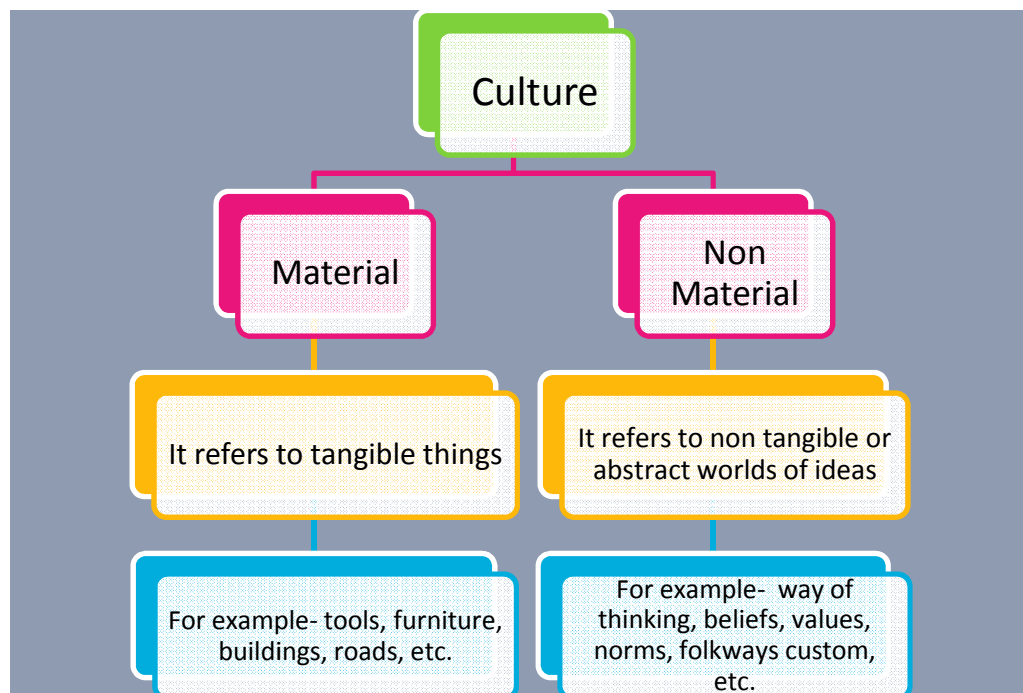 Culture
Material
Non
Material
It refers to tangible things
It refers to non tangible or
abstract worlds of ideas
For example- tools, furniture,
buildings, roads, etc.
For example-  way of
thinking, beliefs, values,
norms, folkways custom,
etc.